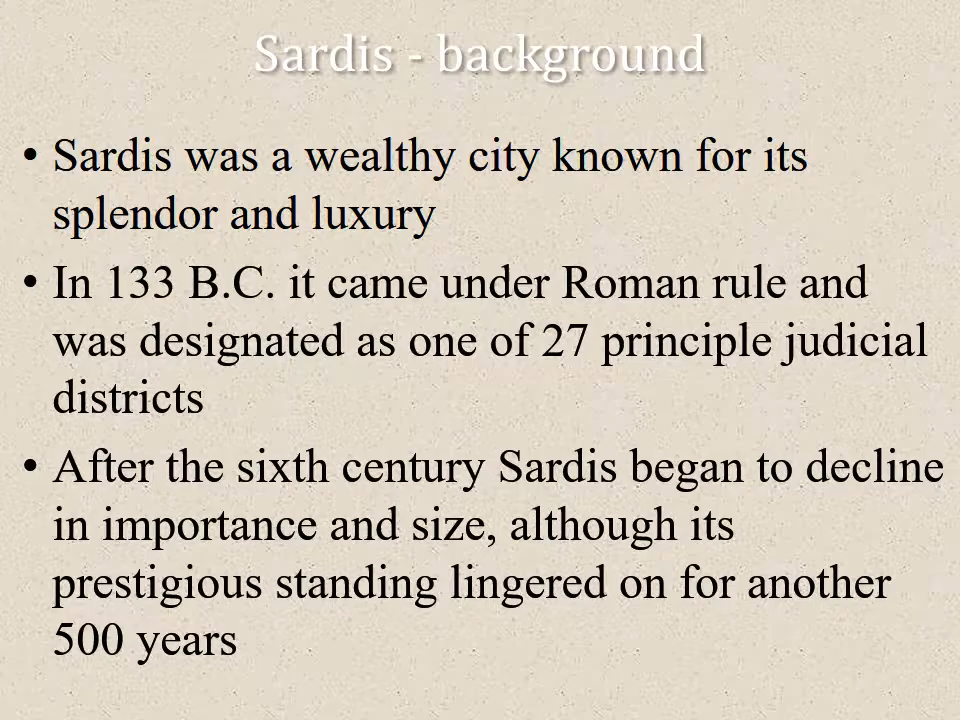 Sardis - background
• Sardis was a wealthy city known for its
splendor and luxury
• In 133 B.C. it came under Roman rule and
was designated as one of 27 principle judicial
districts
• After the sixth century Sardis began to decline
in importance and size, although its
prestigious standing lingered on for another
500 years